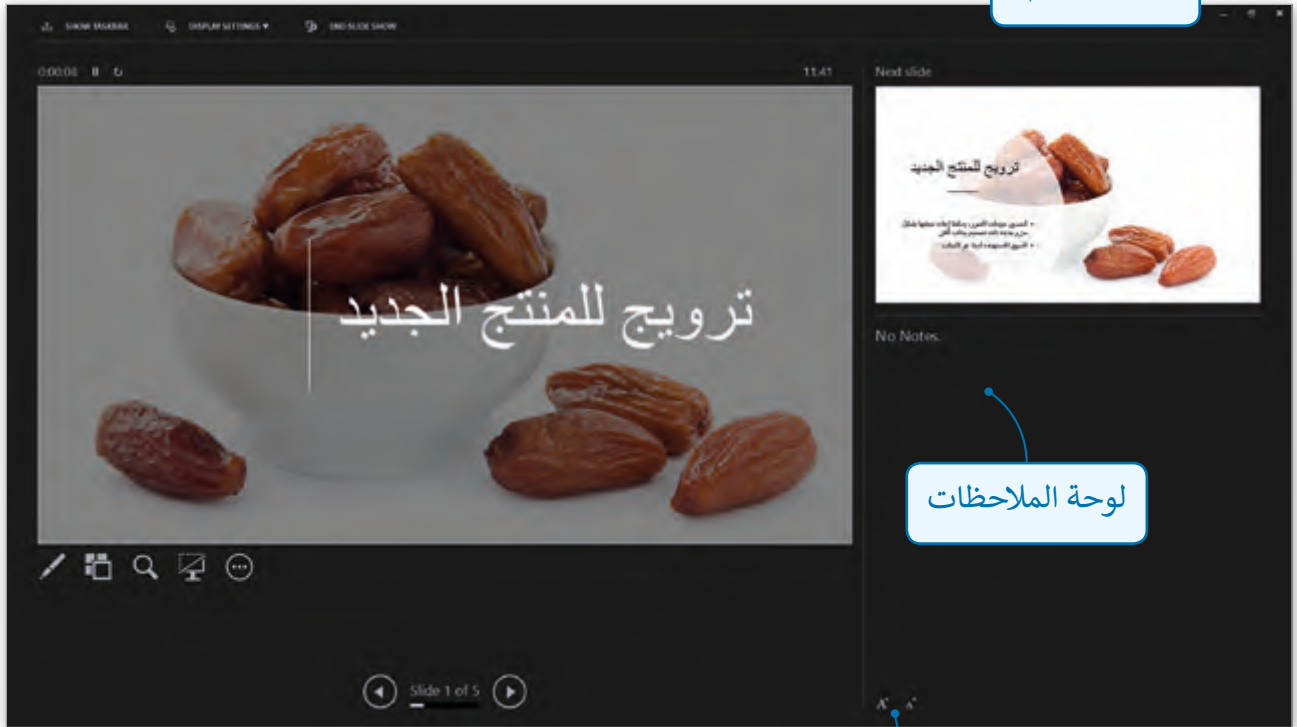 SHOW TASKBAR
DISPLAY SETTINGS ▼
END SLIDE SHOW
0:00:08
11:41
Next slide
ترويج للمنتج الجديد
ترويج للمنتج الجديد
No Notes.
لوحة الملاحظات
Slide 1 of 5
A A